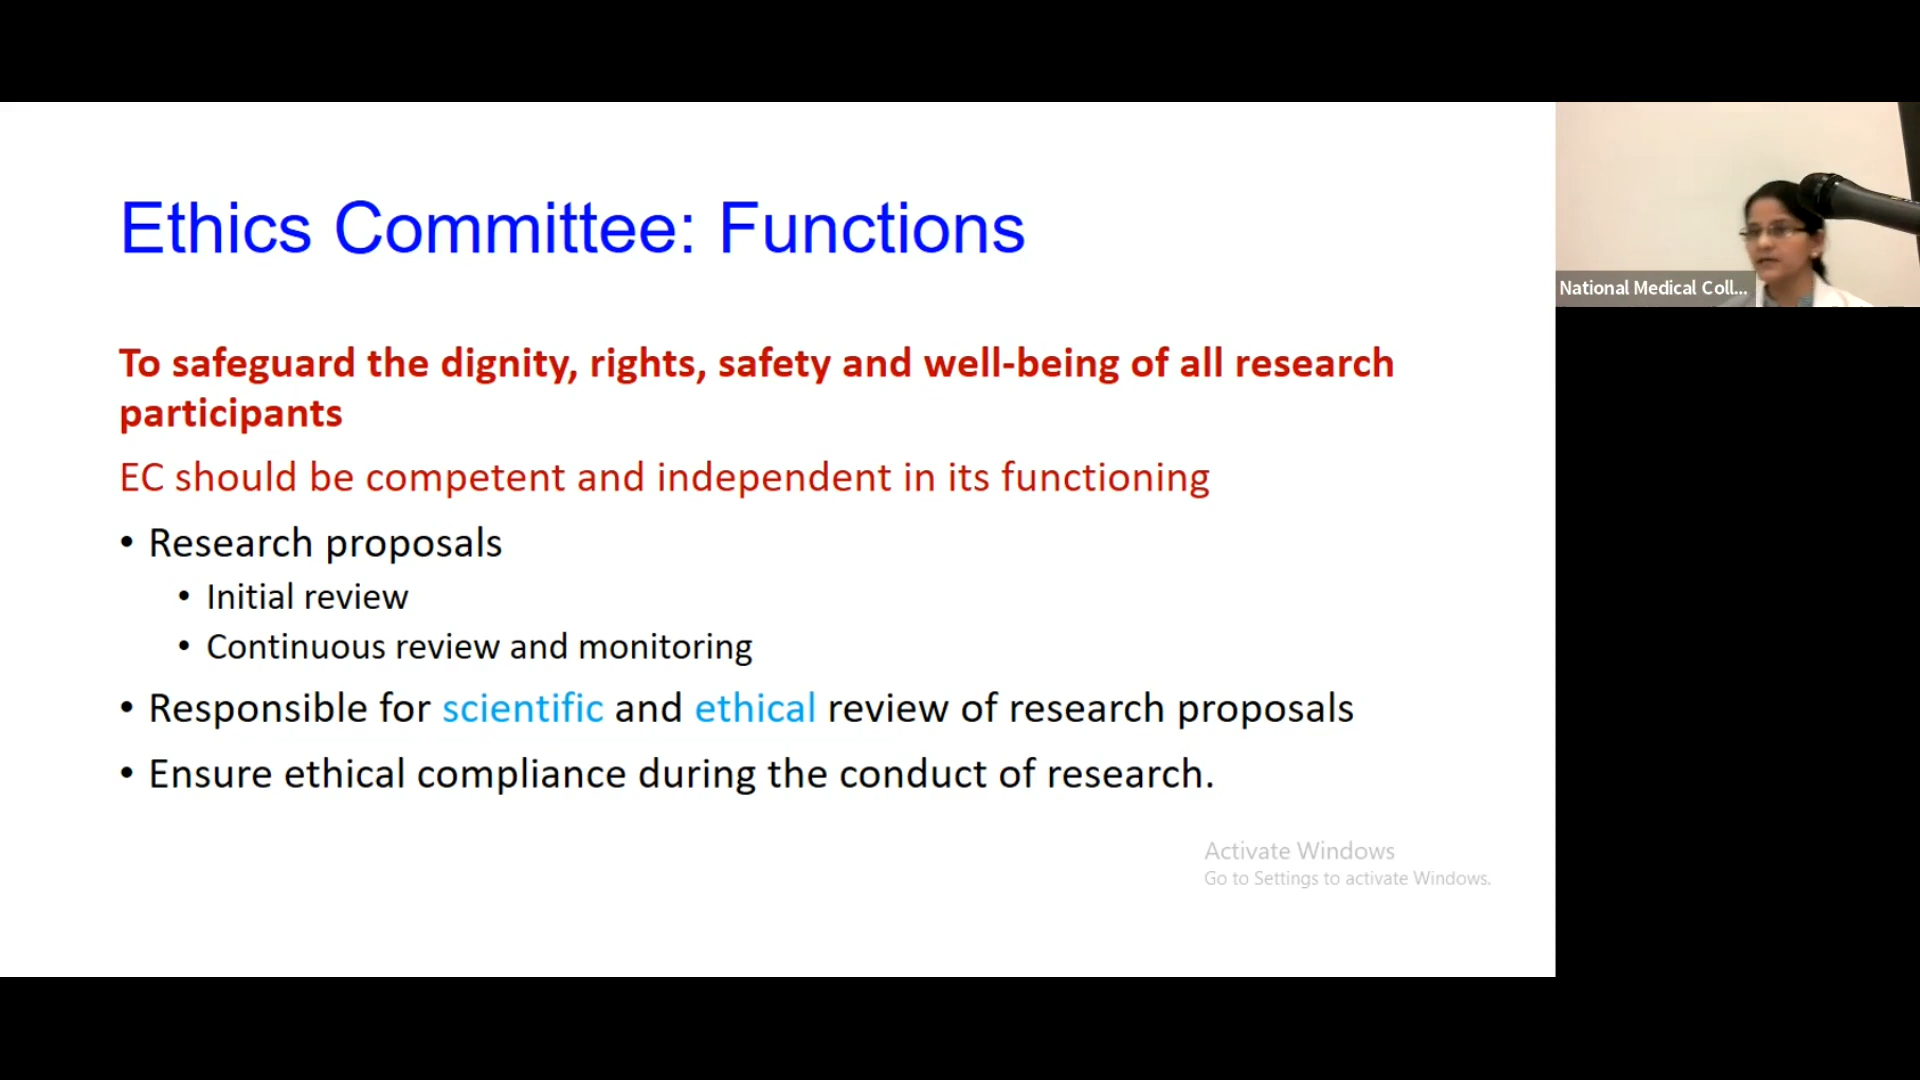 Ethics Committee: Functions
To safeguard the dignity, rights, safety and well-being of all research
participants
EC should be competent and independent in its functioning
• Research proposals
• Initial review
• Continuous review and monitoring
• Responsible for scientific and ethical review of research proposals
• Ensure ethical compliance during the conduct of research.
Activate Windows
Go to Settings to activate Windows.
National Medical Coll...